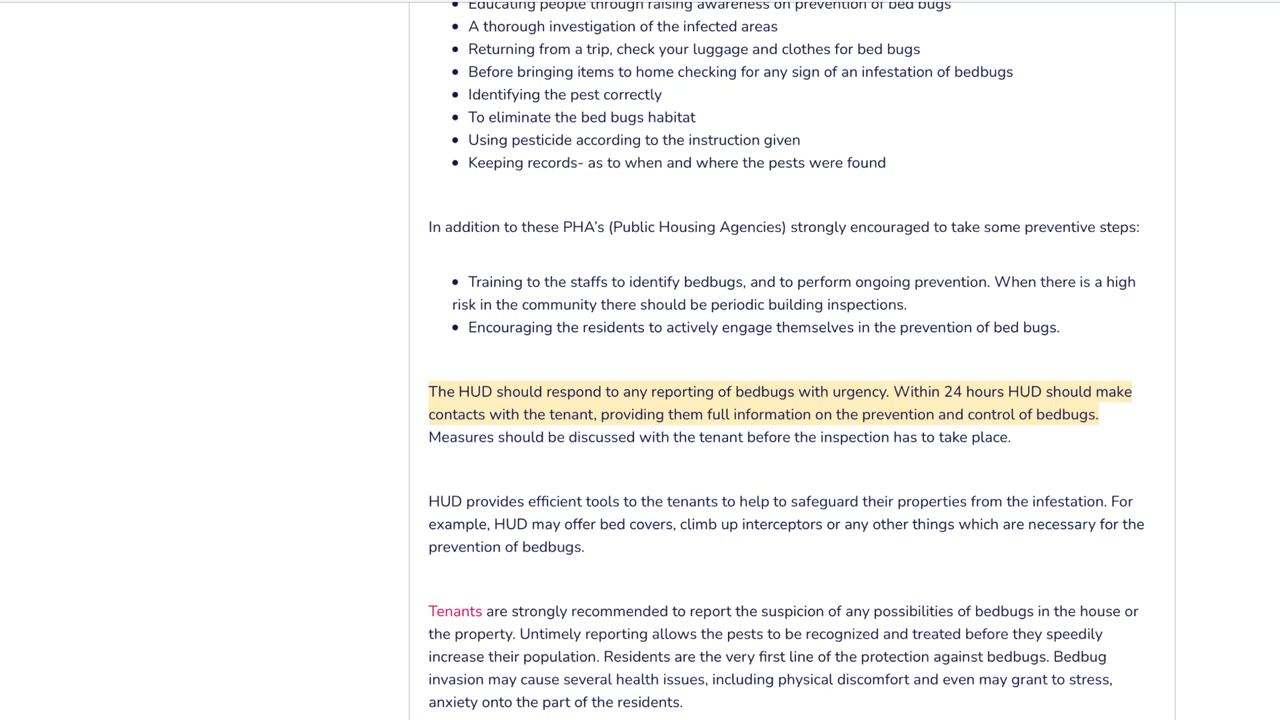 Educating people through raising awareness on prevention of bed bugs
A thorough investigation of the infected areas
Returning from a trip, check your luggage and clothes for bed bugs
Before bringing items to home checking for any sign of an infestation of bedbugs
Identifying the pest correctly
To eliminate the bed bugs habitat
Using pesticide according to the instruction given
Keeping records- as to when and where the pests were found
In addition to these PHA’s (Public Housing Agencies) strongly encouraged to take some preventive steps:
Training to the staffs to identify bedbugs, and to perform ongoing prevention. When there is a high
risk in the community there should be periodic building inspections.
Encouraging the residents to actively engage themselves in the prevention of bed bugs.
The HUD should respond to any reporting of bedbugs with urgency. Within 24 hours HUD should make
contacts with the tenant, providing them full information on the prevention and control of bedbugs.
Measures should be discussed with the tenant before the inspection has to take place.
HUD provides efficient tools to the tenants to help to safeguard their properties from the infestation. For
example, HUD may offer bed covers, climb up interceptors or any other things which are necessary for the
prevention of bedbugs.
Tenants are strongly recommended to report the suspicion of any possibilities of bedbugs in the house or
the property. Untimely reporting allows the pests to be recognized and treated before they speedily
increase their population. Residents are the very first line of the protection against bedbugs. Bedbug
invasion may cause several health issues, including physical discomfort and even may grant to stress,
anxiety onto the part of the residents.